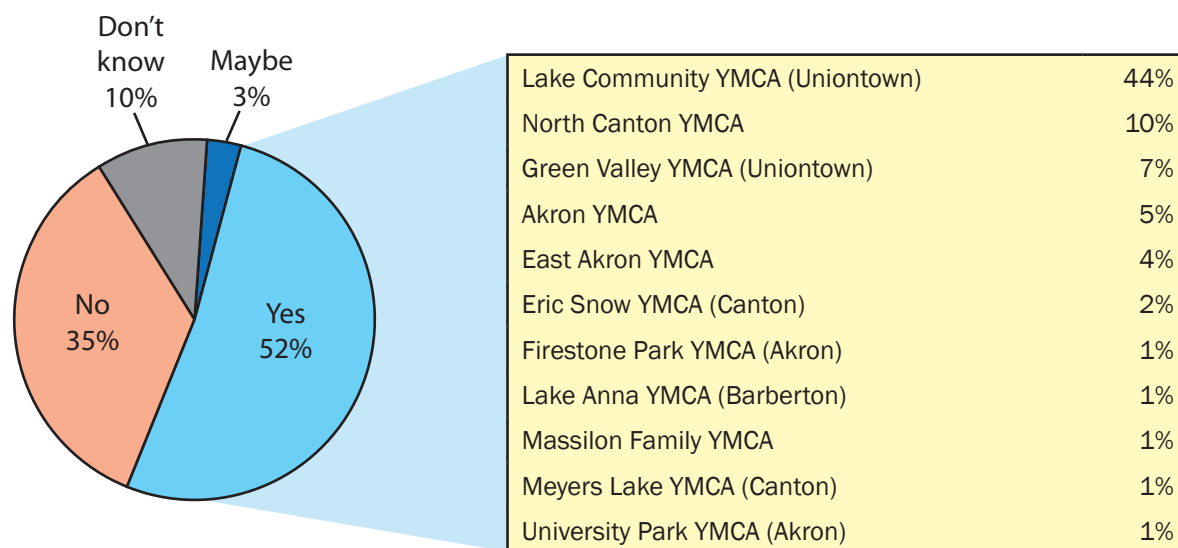 Don't
know
10%
Maybe
3%
No
35%
Yes
52%
Lake Community YMCA (Uniontown) 44%
North Canton YMCA 10%
Green Valley YMCA (Uniontown) 7%
Akron YMCA 5%
East Akron YMCA 4%
Eric Snow YMCA (Canton) 2%
Firestone Park YMCA (Akron) 1%
Lake Anna YMCA (Barberton) 1%
Massilon Family YMCA 1%
Meyers Lake YMCA (Canton) 1%
University Park YMCA (Akron) 1%